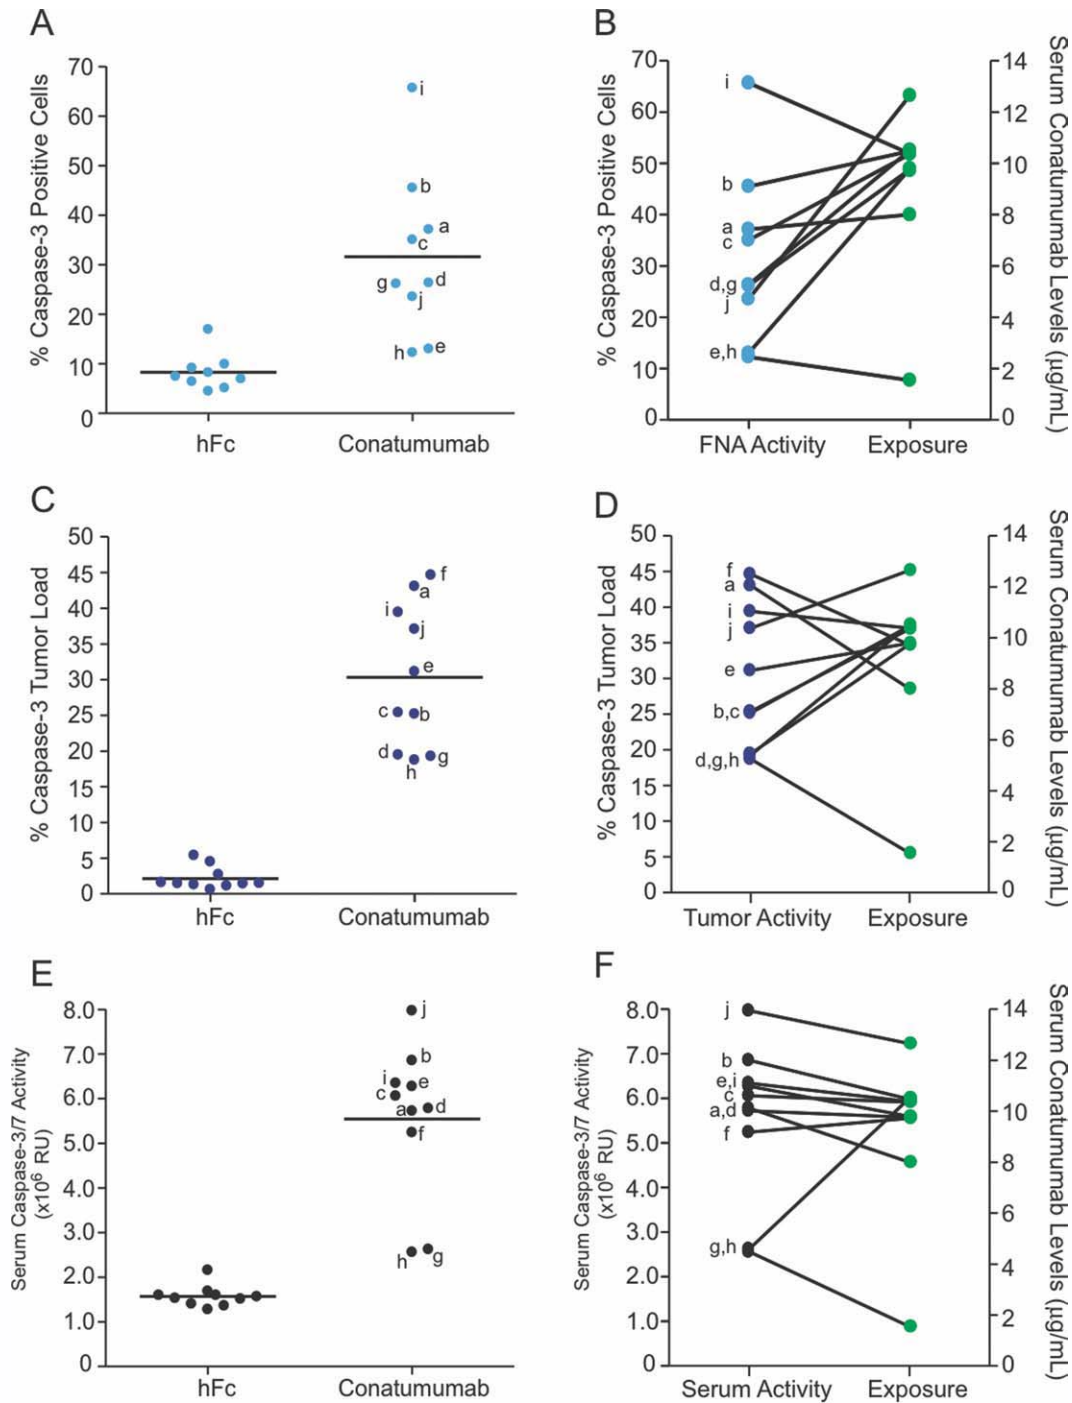 A
% Caspase-3 Positive Cells
70
60
50
40
30
20
10
0
i
b
a
c
g
d
j
h
e
hFc
Conatumumab
B
% Caspase-3 Positive Cells
70
60
50
40
30
20
10
0
i
b
a
c
d,g
j
e,h
FNA Activity
Exposure
14
12
10
8
6
4
2
0
Serum Conatumumab Levels (µg/mL)
C
% Caspase-3 Tumor Load
50
45
40
35
30
25
20
15
10
5
0
f
a
i
j
e
c
b
d
g
h
hFc
Conatumumab
D
% Caspase-3 Tumor Load
50
45
40
35
30
25
20
15
10
5
0
f
a
i
j
e
b,c
d,g,h
Tumor Activity
Exposure
14
12
10
8
6
4
2
0
Serum Conatumumab Levels (µg/mL)
E
Serum Caspase-3/7 Activity
(x10⁶ RU)
8.0
7.0
6.0
5.0
4.0
3.0
2.0
1.0
0
j
b
i
e
c
a
d
f
h
g
hFc
Conatumumab
F
Serum Caspase-3/7 Activity
(x10⁶ RU)
8.0
7.0
6.0
5.0
4.0
3.0
2.0
1.0
0
j
b
e,i
c
a,d
f
g,h
Serum Activity
Exposure
14
12
10
8
6
4
2
0
Serum Conatumumab Levels (µg/mL)